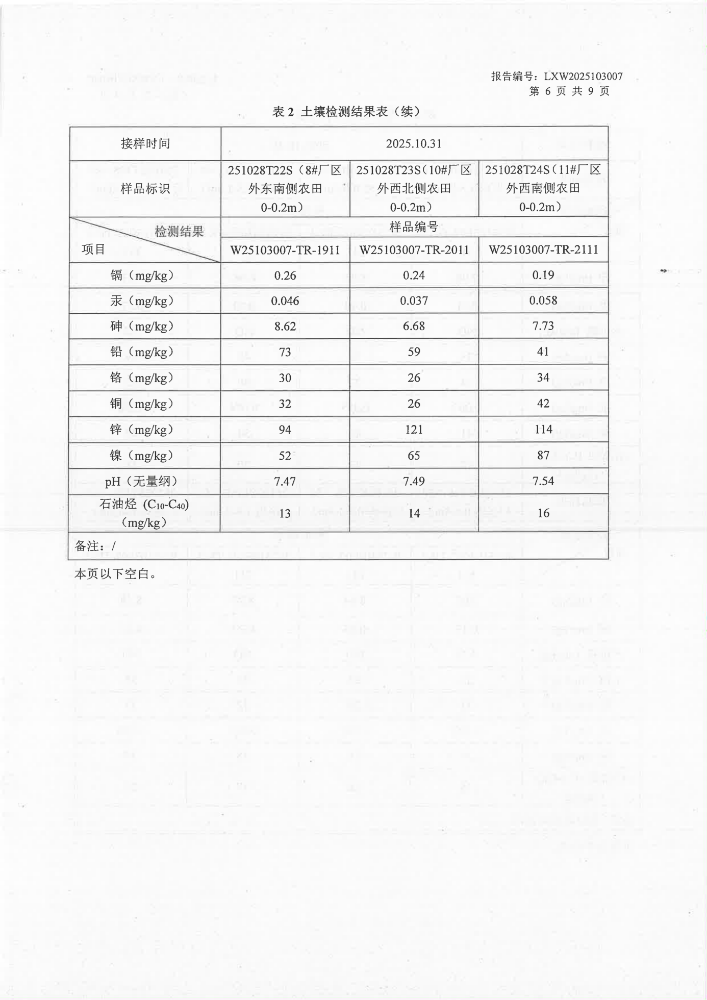 报告编号：LXW2025103007
第 6 页 共 9 页
表 2 土壤检测结果表（续）
接样时间 2025.10.31
样品标识
251028T22S（8#厂区
外东南侧农田
0-0.2m）
251028T23S（10#厂区
外西北侧农田
0-0.2m）
251028T24S（11#厂区
外西南侧农田
0-0.2m）
检测结果
项目
样品编号
W25103007-TR-1911 W25103007-TR-2011 W25103007-TR-2111
镉（mg/kg） 0.26 0.24 0.19
汞（mg/kg） 0.046 0.037 0.058
砷（mg/kg） 8.62 6.68 7.73
铅（mg/kg） 73 59 41
铬（mg/kg） 30 26 34
铜（mg/kg） 32 26 42
锌（mg/kg） 94 121 114
镍（mg/kg） 52 65 87
pH（无量纲） 7.47 7.49 7.54
石油烃 (C10-C40)
（mg/kg） 13 14 16
备注：/
本页以下空白。